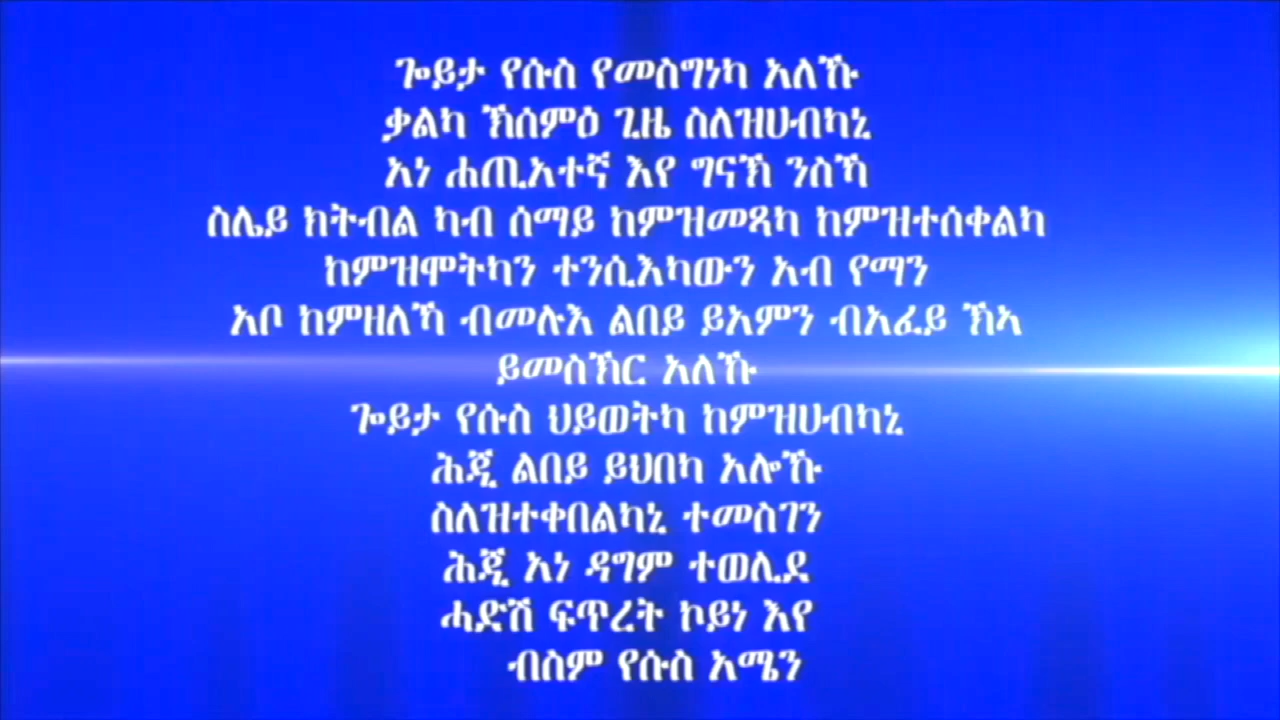 ጐይታ የሱስ የመስግነካ አለኹ
ቃልካ ኽሰምዕ ጊዜ ስለዝሀብካኒ
አነ ሐጢአተኛ እየ ግናኽ ንስኻ
ስሌይ ክትብል ካብ ሰማይ ከምዝመጻካ ከምዝተሰቀልካ
ከምዝሞትካን ተንሲእካውን አብ የማን
አቦ ከምዘለኻ ብመሉእ ልበይ ይአምን ብአፈይ ኽኣ
ይመስኽር አለኹ
ጐይታ የሱስ ህይወትካ ከምዝሀብካኒ
ሕጂ ልበይ ይህበካ አሎኹ
ስለዝተቀበልካኒ ተመስገን
ሕጂ አነ ዳግም ተወሊደ
ሓድሽ ፍጥረት ኮይነ እየ
ብስም የሱስ አሜን